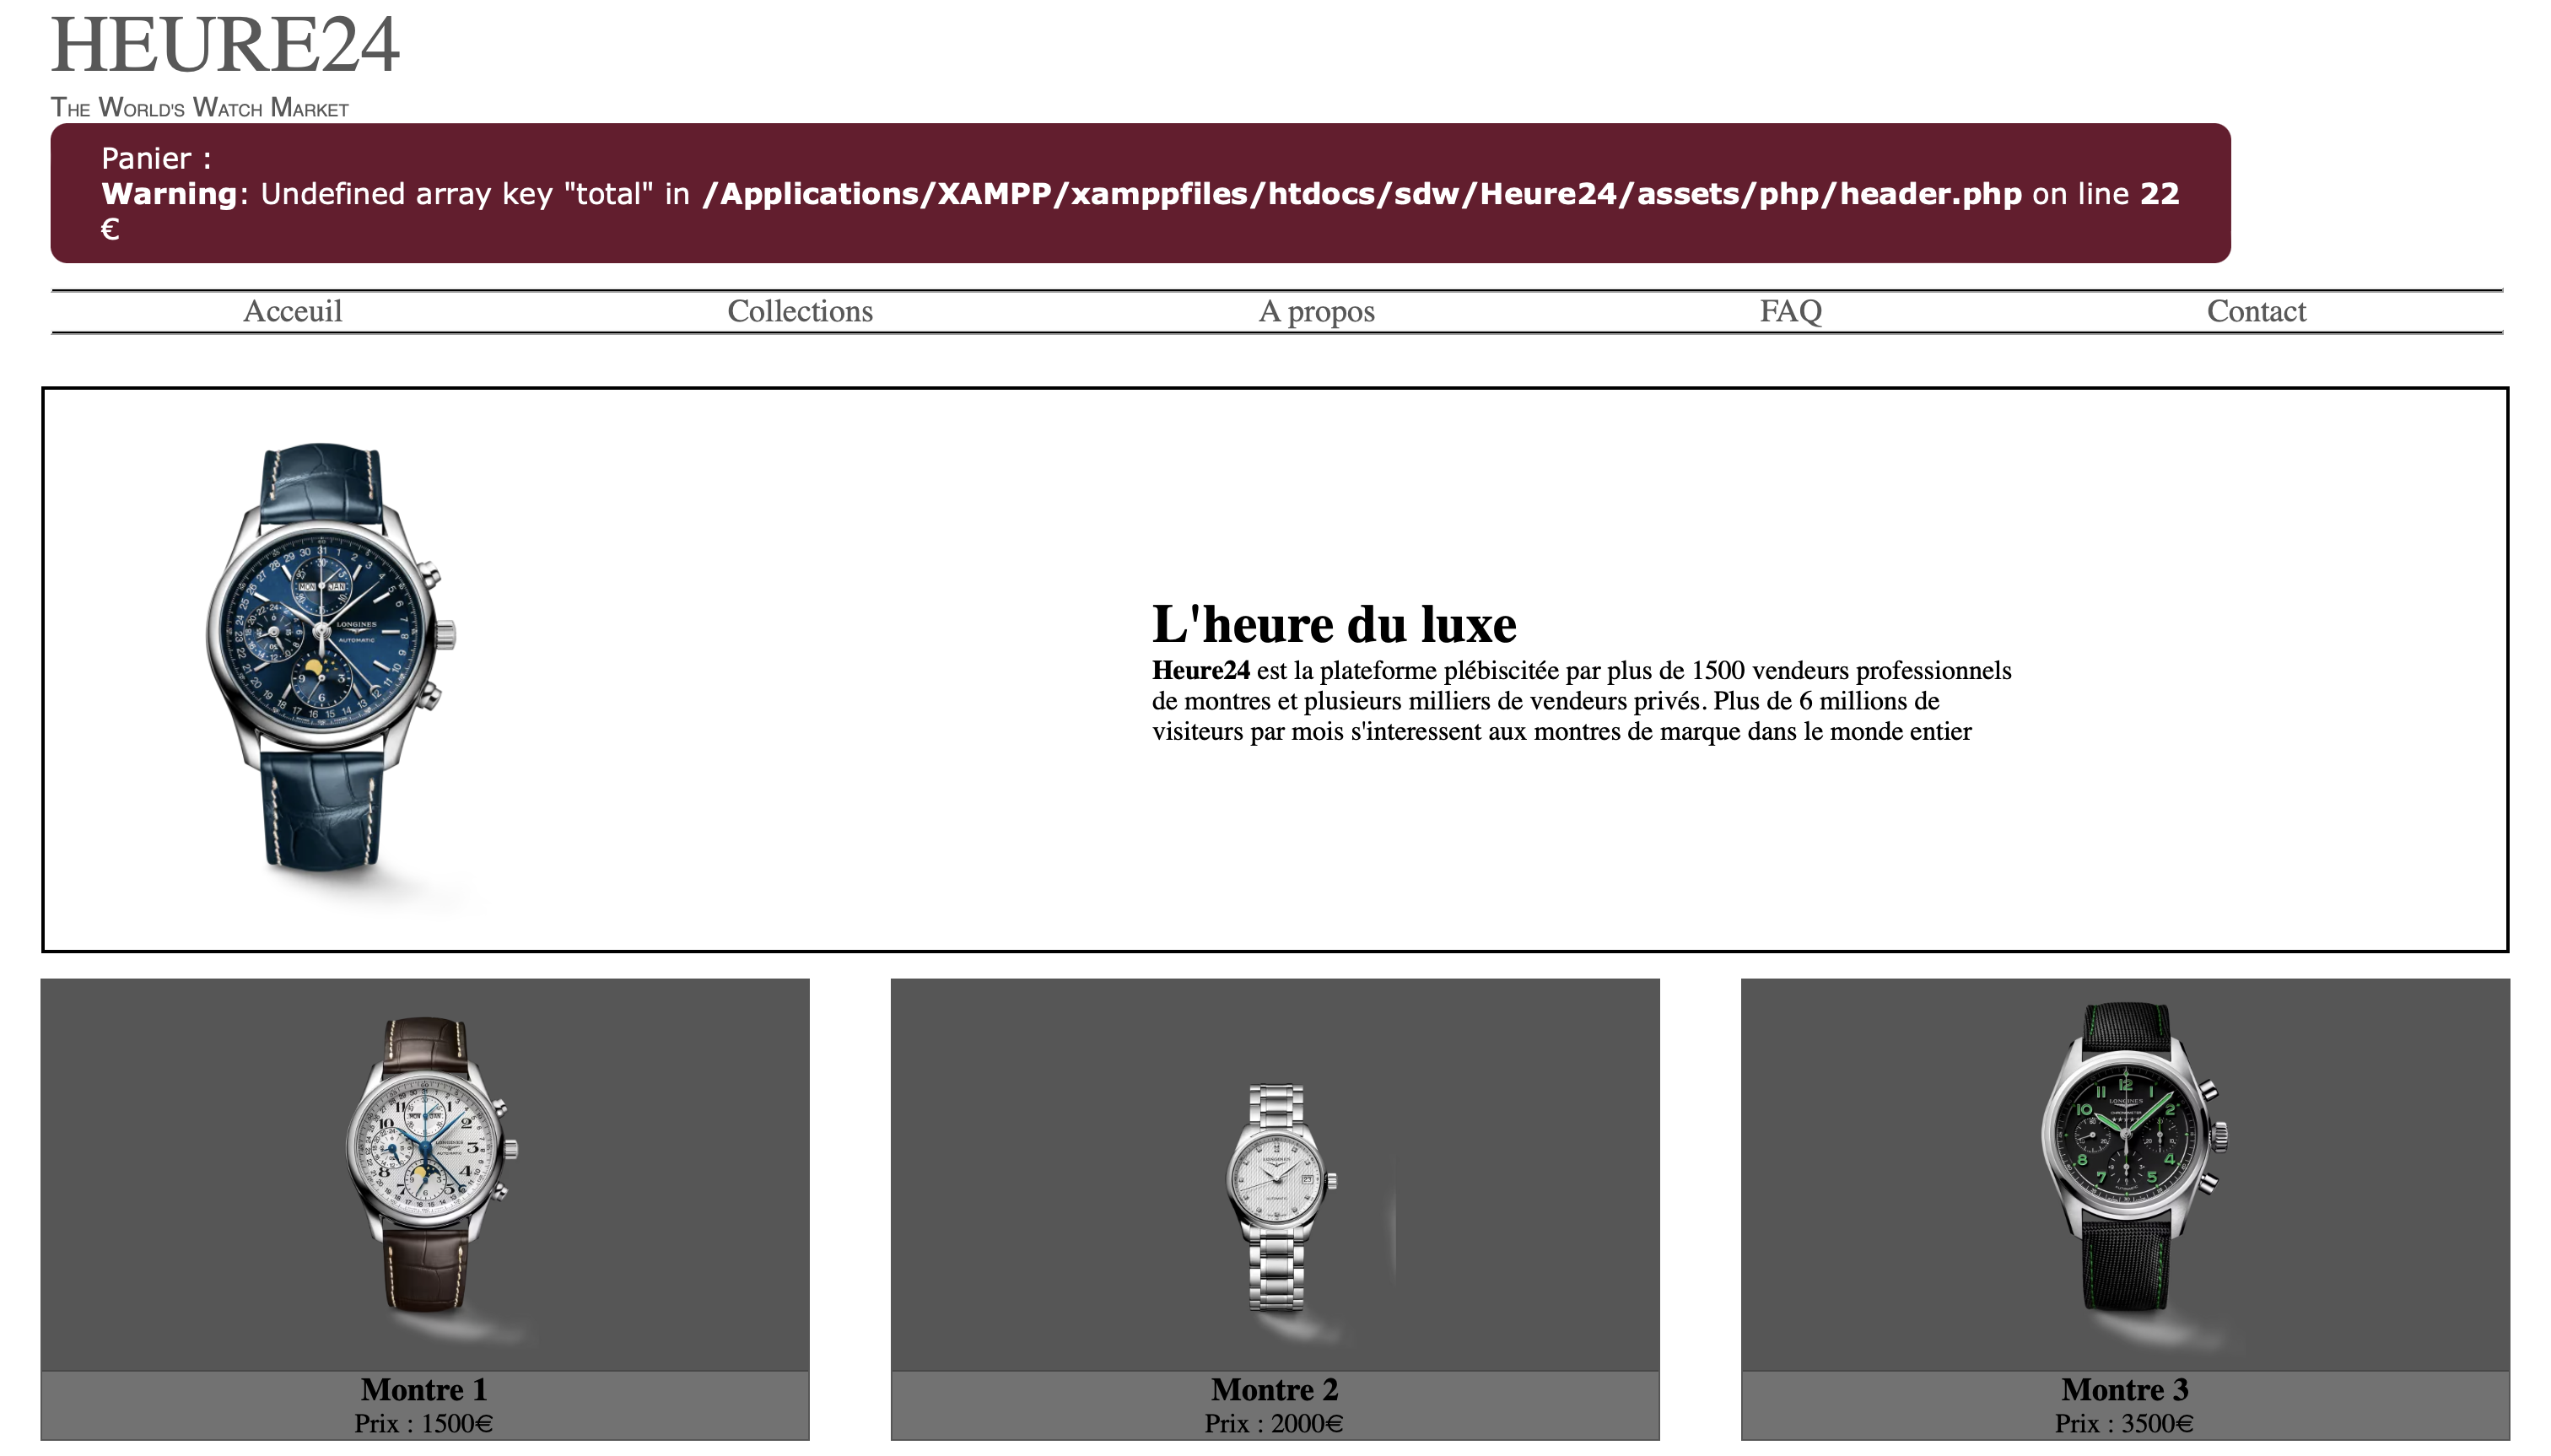 HEURE24
The World's Watch Market
Panier :
Warning: Undefined array key "total" in /Applications/XAMPP/xamppfiles/htdocs/sdw/Heure24/assets/php/header.php on line 22
€
Acceuil Collections A propos FAQ Contact
LONGINES
AUTOMATIC
L'heure du luxe
Heure24 est la plateforme plébiscitée par plus de 1500 vendeurs professionnels
de montres et plusieurs milliers de vendeurs privés. Plus de 6 millions de
visiteurs par mois s'interessent aux montres de marque dans le monde entier
Montre 1
Prix : 1500€
Montre 2
Prix : 2000€
Montre 3
Prix : 3500€